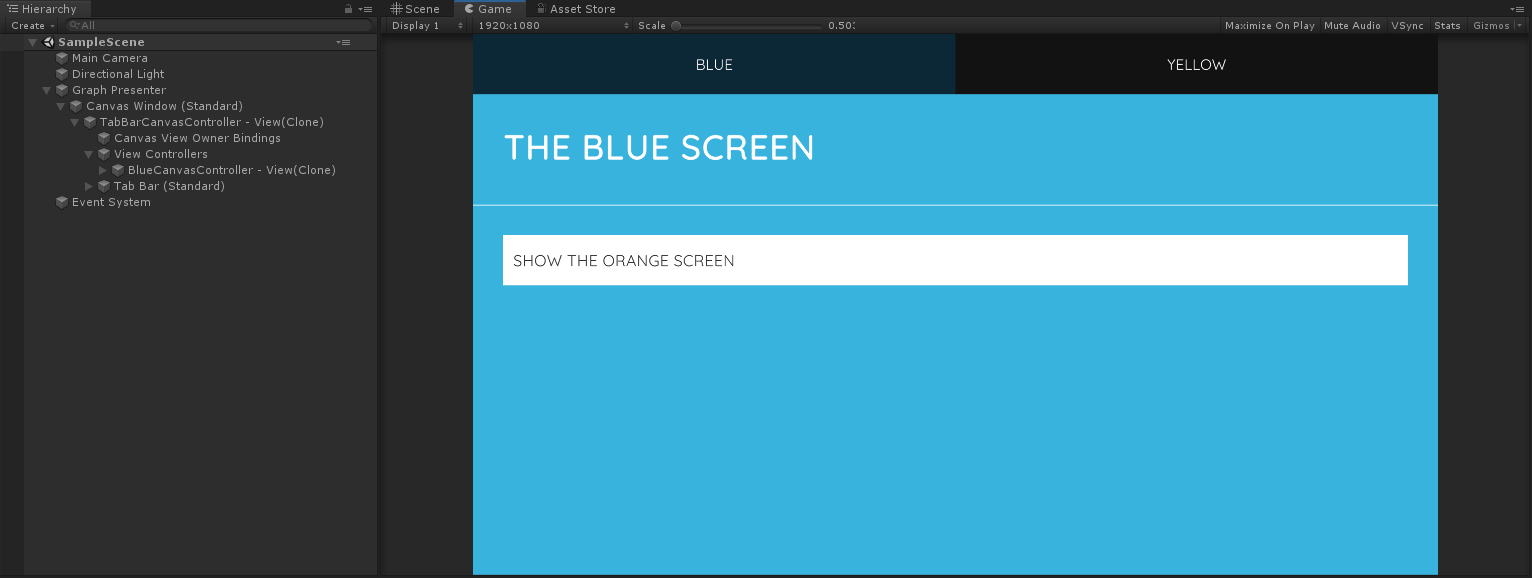 Hierarchy
Create
All
SampleScene
Main Camera
Directional Light
Graph Presenter
Canvas Window (Standard)
TabBarCanvasController - View(Clone)
Canvas View Owner Bindings
View Controllers
BlueCanvasController - View(Clone)
Tab Bar (Standard)
Event System
Scene Game Asset Store
Display 1 1920x1080 Scale 0.50: Maximize On Play Mute Audio VSync Stats Gizmos
BLUE YELLOW
THE BLUE SCREEN
SHOW THE ORANGE SCREEN